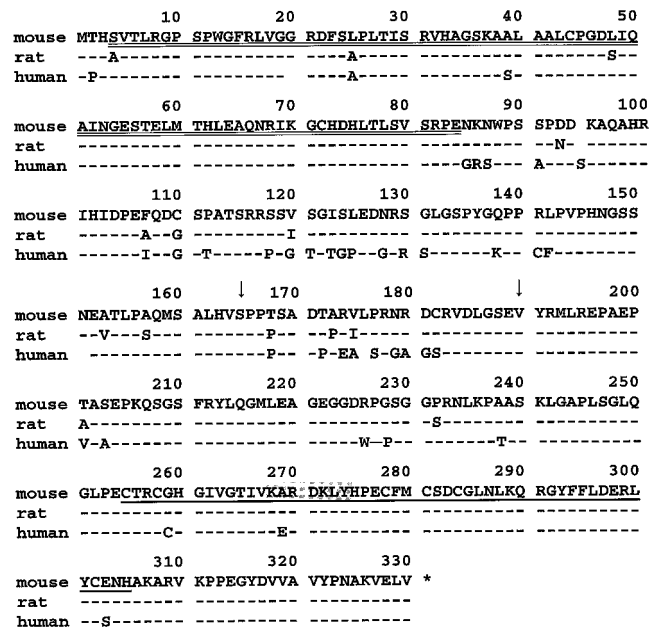 10 20 30 40 50
mouse MTHSVTLRGP SPWGFRLVGG RDFSLPLTIS RVHAGSKAAL AALCPGDLIQ
rat ---A------ ---------- ----A----- ---------- -------S--
human -P-------- ---------- ----A----- --------S- ----------
60 70 80 90 100
mouse AINGESTELM THLEAQNRIK GCHDHLTLSV SRPENKNWPS SPDD KAQAHR
rat ---------- ---------- ---------- ---------- --N- ------
human ---------- ---------- ---------- ----GRS--- A---S-----
110 120 130 140 150
mouse IHIDPEFQDC SPATSRRSSV SGISLEDNRS GLGSPYGQPP RLPVPHNGSS
rat ------A--G ---------I ---------- ---------- ----------
human ------I--G -T-----P-G T-TGP--G-R S------K-- CF--------
160 ↓ 170 180 190 ↓ 200
mouse NEATLPAQMS ALHVSPPTSA DTARVLPRNR DCRVDLGSEV YRMLREPAEP
rat --V---S--- -------P-- ---P-I---- ---------- ----------
human --------- -------P-- --P-EA S-GA GS-------- ----------
210 220 230 240 250
mouse TASEPKQSGS FRYLQGMLEA GEGGDRPGSG GPRNLKPAAS KLGAPLSGLQ
rat A--------- ---------- ---------- --S------- ----------
human V-A------- ---------- -----W-P-- -------T-- ----------
260 270 280 290 300
mouse GLPECTRCGH GIVGTIVKAR DKLYHPECFM CSDCGLNLKQ RGYFFLDERL
rat ---------- ---------- ---------- ---------- ----------
human --------C- --------E- ---------- ---------- ----------
310 320 330
mouse YCENHAKARV KPPEGYDVVA VYPNAKVELV *
rat ---------- ---------- ----------
human --S------- ---------- ----------